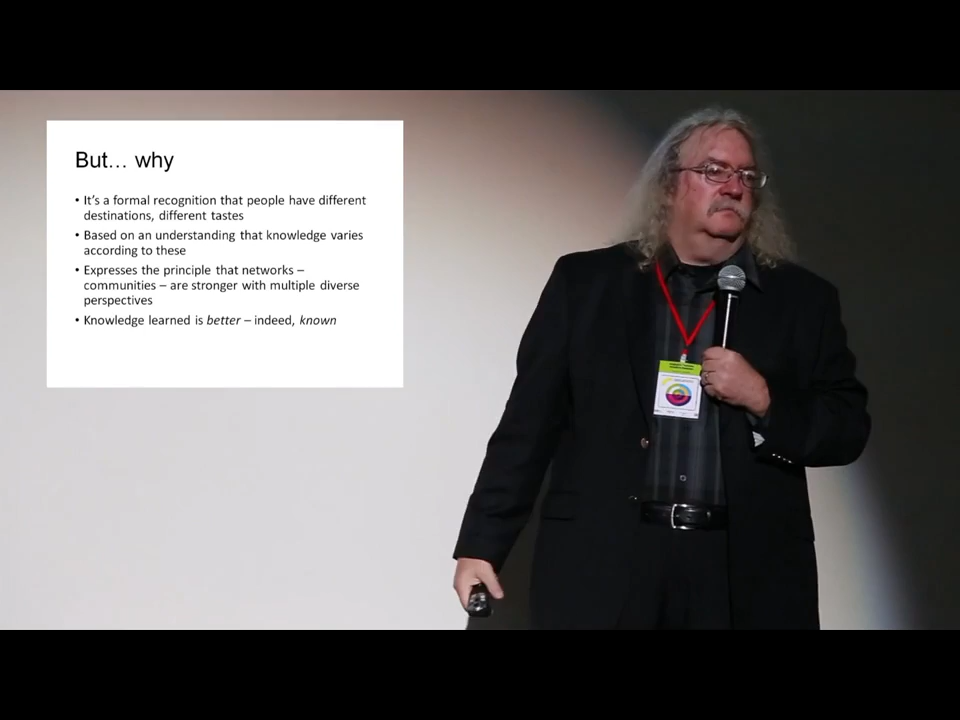 But… why
• It's a formal recognition that people have different
destinations, different tastes
• Based on an understanding that knowledge varies
according to these
• Expresses the principle that networks –
communities – are stronger with multiple diverse
perspectives
• Knowledge learned is better – indeed, known